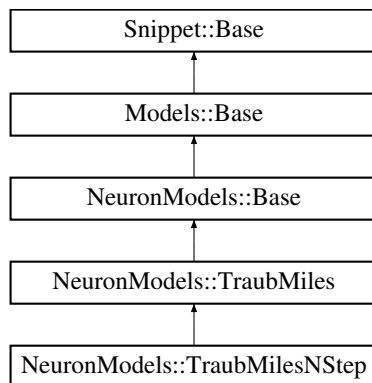 Snippet::Base
Models::Base
NeuronModels::Base
NeuronModels::TraubMiles
NeuronModels::TraubMilesNStep